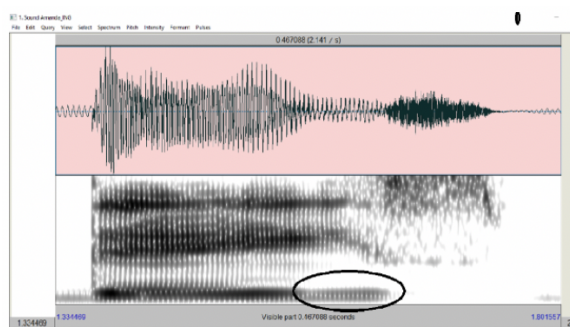 1. Sound Amanda_IN0
File Edit Query View Select Spectrum Pitch Intensity Formant Pulses
0.467088 (2.141 / s)
1.334469 1.334469 Visible part 0.467088 seconds 1.801557